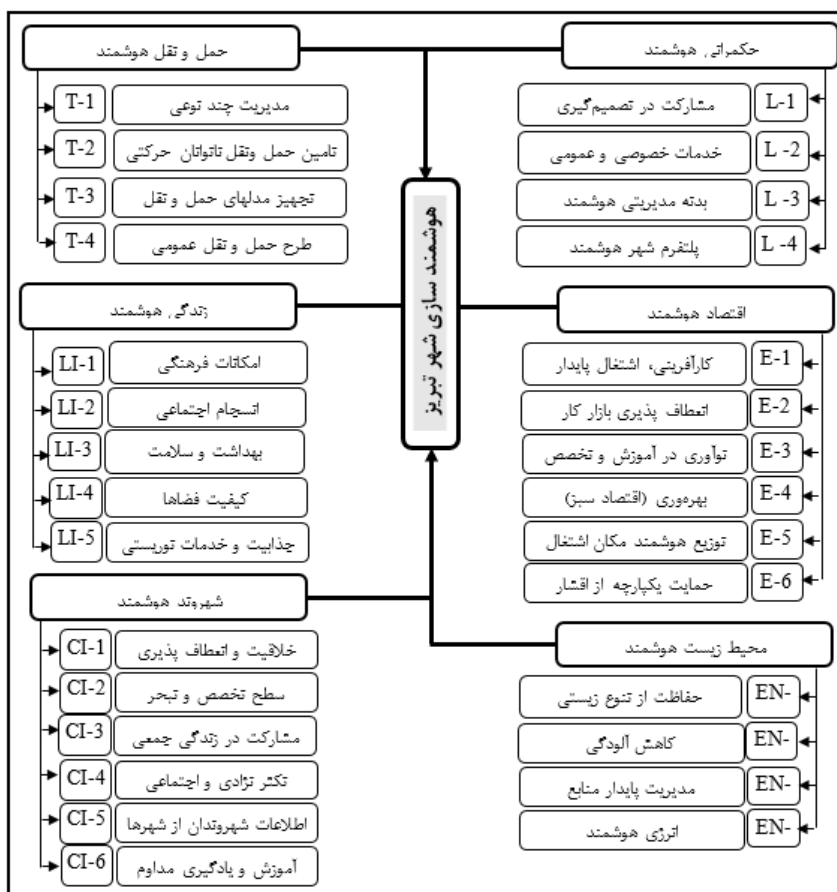 حکمرانی هوشمند
L-1 مشارکت در تصمیم‌گیری
L -2 خدمات خصوصی و عمومی
L -3 بدنه مدیریتی هوشمند
L -4 پلتفرم شهر هوشمند
حمل و نقل هوشمند
T-1 مدیریت چند نوعی
T-2 تامین حمل ونقل ناتوانان حرکتی
T-3 تجهیز مدلهای حمل و نقل
T-4 طرح حمل و نقل عمومی
هوشمند سازی شهر تبریز
اقتصاد هوشمند
E-1 کارآفرینی، اشتغال پایدار
E-2 انعطاف پذیری بازار کار
E-3 نوآوری در آموزش و تخصص
E-4 بهره‌وری (اقتصاد سبز)
E-5 توزیع هوشمند مکان اشتغال
E-6 حمایت یکپارچه از اقشار
زندگی هوشمند
LI-1 امکانات فرهنگی
LI-2 انسجام اجتماعی
LI-3 بهداشت و سلامت
LI-4 کیفیت فضاها
LI-5 جذابیت و خدمات توریستی
محیط زیست هوشمند
EN- حفاظت از تنوع زیستی
EN- کاهش آلودگی
EN- مدیریت پایدار منابع
EN- انرژی هوشمند
شهروند هوشمند
CI-1 خلاقیت و انعطاف پذیری
CI-2 سطح تخصص و تبحر
CI-3 مشارکت در زندگی جمعی
CI-4 تکثر نژادی و اجتماعی
CI-5 اطلاعات شهروندان از شهرها
CI-6 آموزش و یادگیری مداوم